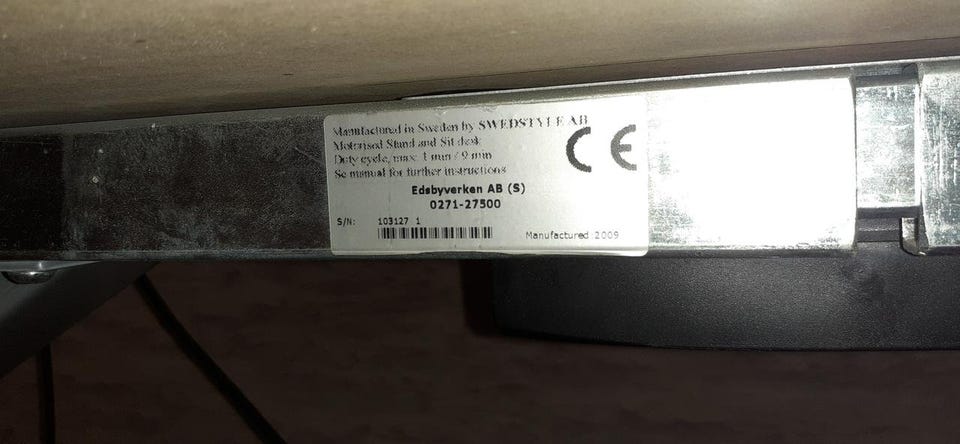 Manufactured in Sweden by SWEDSTYLE AB
Motorised Stand and Sit desk
Duty cycle, max: 1 min / 9 min
Se manual for further instructions
CE
Edsbyverken AB (S)
0271-27500
S/N: 103127 1
Manufactured 2009